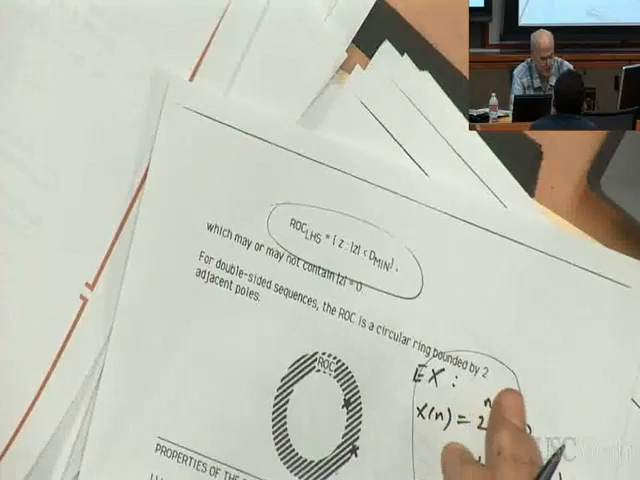 ROC_LHS = { z : |z| < D_MIN },
which may or may not contain |z| = 0.
For double-sided sequences, the ROC is a circular ring bounded by 2
adjacent poles.
ROC
EX:
x(n) = 2^n
PROPERTIES OF THE